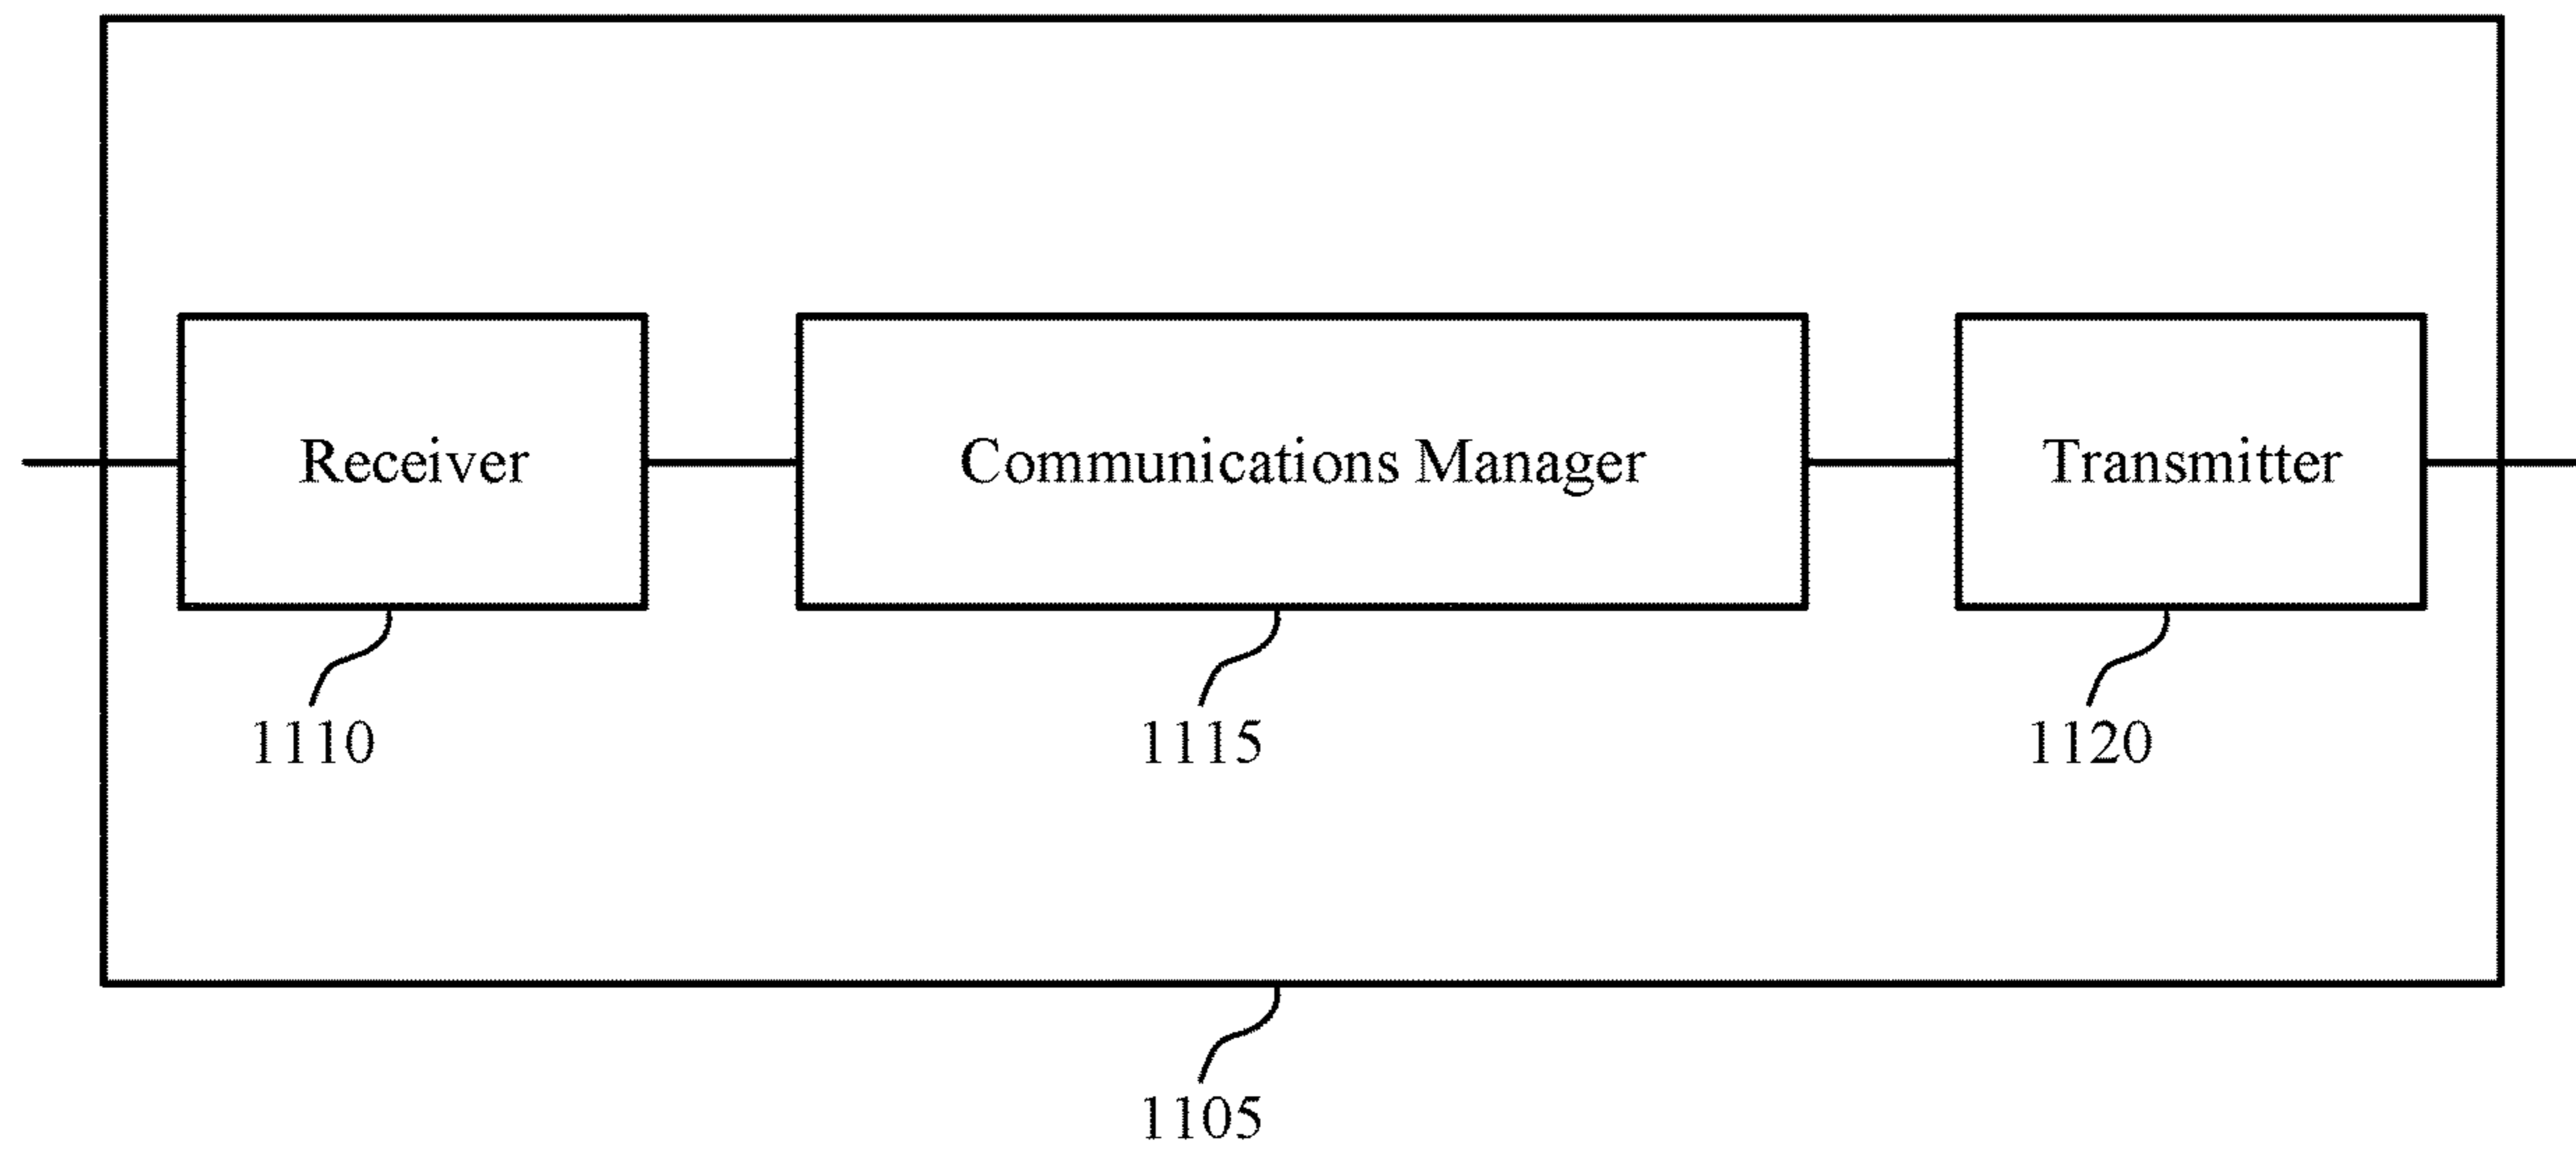 Receiver
Communications Manager
Transmitter
1110
1115
1120
1105